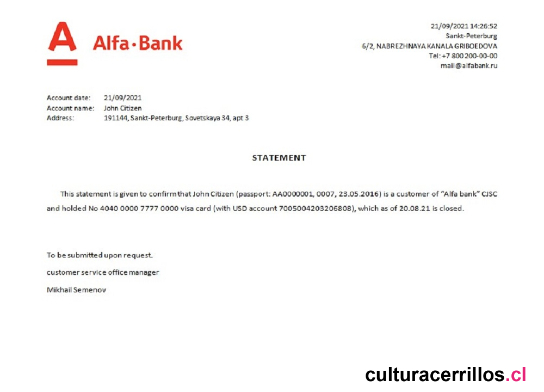 21/09/2021 14:26:52
Sankt-Peterburg
6/2, NABREZHNAYA KANALA GRIBOEDOVA
Tel: +7 800 200-00-00
mail@alfabank.ru
Alfa·Bank
Account date: 21/09/2021
Account name: John Citizen
Address: 191144, Sankt-Peterburg, Sovetskaya 34, apt 3
STATEMENT
This statement is given to confirm that John Citizen (passport: AA0000001, 0007, 23.05.2016) is a customer of "Alfa bank" CJSC
and holded No 4040 0000 7777 0000 visa card (with USD account 7005004203206808), which as of 20.08.21 is closed.
To be submitted upon request.
customer service office manager
Mikhail Semenov
culturacerrillos.cl